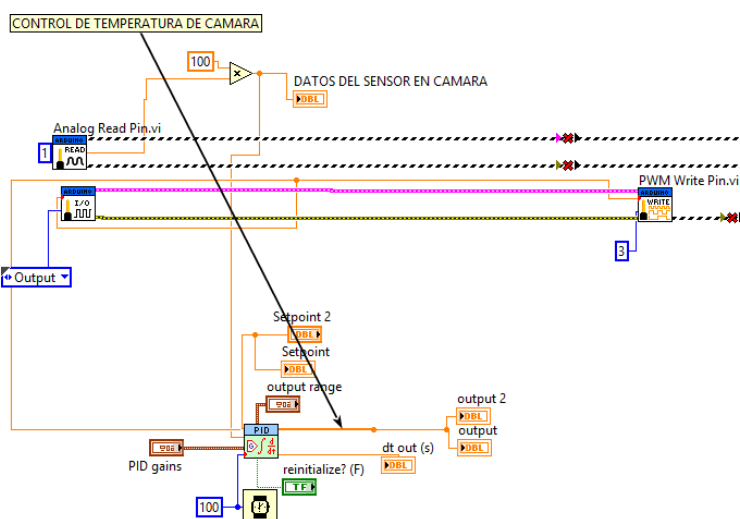 CONTROL DE TEMPERATURA DE CAMARA
100
×
DATOS DEL SENSOR EN CAMARA
DBL
Analog Read Pin.vi
ARDUINO
READ
1
PWM Write Pin.vi
ARDUINO
I/O
ARDUINO
WRITE
3
Output
Setpoint 2
DBL
Setpoint
DBL
output range
output 2
DBL
PID
output
DBL
dt out (s)
DBL
PID gains
reinitialize? (F)
TF
100